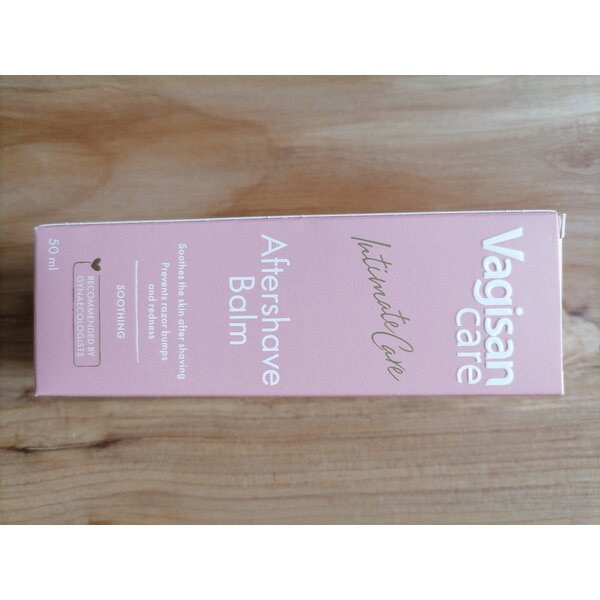 Vagisan
care
Intimate Care
Aftershave
Balm
Soothes the skin after shaving
Prevents razor bumps
and redness
SOOTHING
RECOMMENDED BY
GYNAECOLOGISTS
50 ml